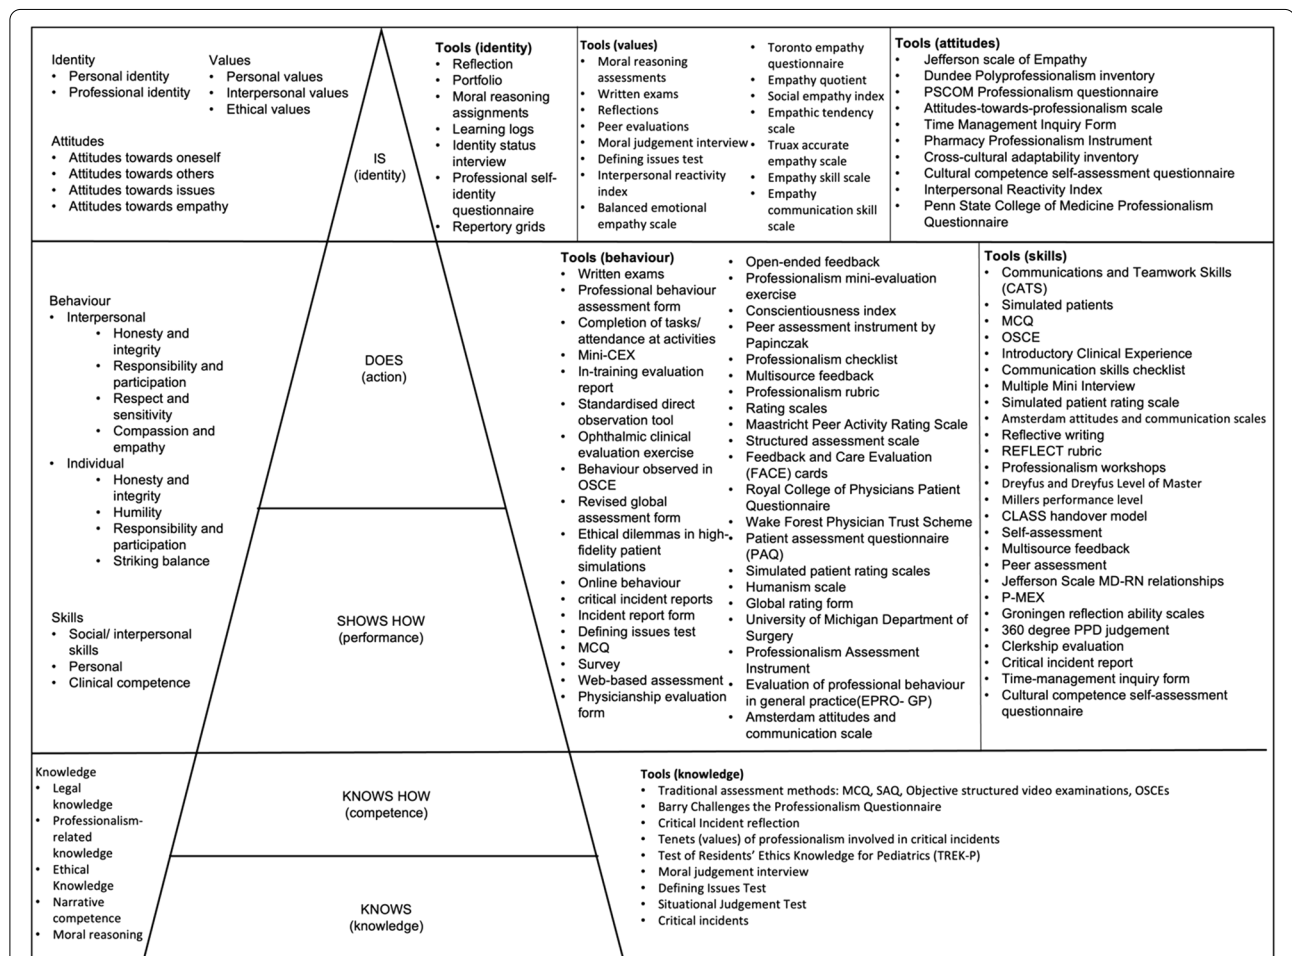 Identity
• Personal identity
• Professional identity
Values
• Personal values
• Interpersonal values
• Ethical values
Attitudes
• Attitudes towards oneself
• Attitudes towards others
• Attitudes towards issues
• Attitudes towards empathy
IS
(identity)
Tools (identity)
• Reflection
• Portfolio
• Moral reasoning
assignments
• Learning logs
• Identity status
interview
• Professional self-
identity
questionnaire
• Repertory grids
Tools (values)
• Moral reasoning
assessments
• Written exams
• Reflections
• Peer evaluations
• Moral judgement interview
• Defining issues test
• Interpersonal reactivity
index
• Balanced emotional
empathy scale
• Toronto empathy
questionnaire
• Empathy quotient
• Social empathy index
• Empathic tendency
scale
• Truax accurate
empathy scale
• Empathy skill scale
• Empathy
communication skill
scale
Tools (attitudes)
• Jefferson scale of Empathy
• Dundee Polyprofessionalism inventory
• PSCOM Professionalism questionnaire
• Attitudes-towards-professionalism scale
• Time Management Inquiry Form
• Pharmacy Professionalism Instrument
• Cross-cultural adaptability inventory
• Cultural competence self-assessment questionnaire
• Interpersonal Reactivity Index
• Penn State College of Medicine Professionalism
Questionnaire
Behaviour
• Interpersonal
• Honesty and
integrity
• Responsibility and
participation
• Respect and
sensitivity
• Compassion and
empathy
• Individual
• Honesty and
integrity
• Humility
• Responsibility and
participation
• Striking balance
Skills
• Social/ interpersonal
skills
• Personal
• Clinical competence
DOES
(action)
SHOWS HOW
(performance)
Tools (behaviour)
• Written exams
• Professional behaviour
assessment form
• Completion of tasks/
attendance at activities
• Mini-CEX
• In-training evaluation
report
• Standardised direct
observation tool
• Ophthalmic clinical
evaluation exercise
• Behaviour observed in
OSCE
• Revised global
assessment form
• Ethical dilemmas in high-
fidelity patient
simulations
• Online behaviour
• critical incident reports
• Incident report form
• Defining issues test
• MCQ
• Survey
• Web-based assessment
• Physicianship evaluation
form
• Open-ended feedback
• Professionalism mini-evaluation
exercise
• Conscientiousness index
• Peer assessment instrument by
Papinczak
• Professionalism checklist
• Multisource feedback
• Professionalism rubric
• Rating scales
• Maastricht Peer Activity Rating Scale
• Structured assessment scale
• Feedback and Care Evaluation
(FACE) cards
• Royal College of Physicians Patient
Questionnaire
• Wake Forest Physician Trust Scheme
• Patient assessment questionnaire
(PAQ)
• Simulated patient rating scales
• Humanism scale
• Global rating form
• University of Michigan Department of
Surgery
• Professionalism Assessment
Instrument
• Evaluation of professional behaviour
in general practice(EPRO- GP)
• Amsterdam attitudes and
communication scale
Tools (skills)
• Communications and Teamwork Skills
(CATS)
• Simulated patients
• MCQ
• OSCE
• Introductory Clinical Experience
• Communication skills checklist
• Multiple Mini Interview
• Simulated patient rating scale
• Amsterdam attitudes and communication scales
• Reflective writing
• REFLECT rubric
• Professionalism workshops
• Dreyfus and Dreyfus Level of Master
• Millers performance level
• CLASS handover model
• Self-assessment
• Multisource feedback
• Peer assessment
• Jefferson Scale MD-RN relationships
• P-MEX
• Groningen reflection ability scales
• 360 degree PPD judgement
• Clerkship evaluation
• Critical incident report
• Time-management inquiry form
• Cultural competence self-assessment
questionnaire
Knowledge
• Legal
knowledge
• Professionalism-
related
knowledge
• Ethical
Knowledge
• Narrative
competence
• Moral reasoning
KNOWS HOW
(competence)
KNOWS
(knowledge)
Tools (knowledge)
• Traditional assessment methods: MCQ, SAQ, Objective structured video examinations, OSCEs
• Barry Challenges the Professionalism Questionnaire
• Critical Incident reflection
• Tenets (values) of professionalism involved in critical incidents
• Test of Residents’ Ethics Knowledge for Pediatrics (TREK-P)
• Moral judgement interview
• Defining Issues Test
• Situational Judgement Test
• Critical incidents